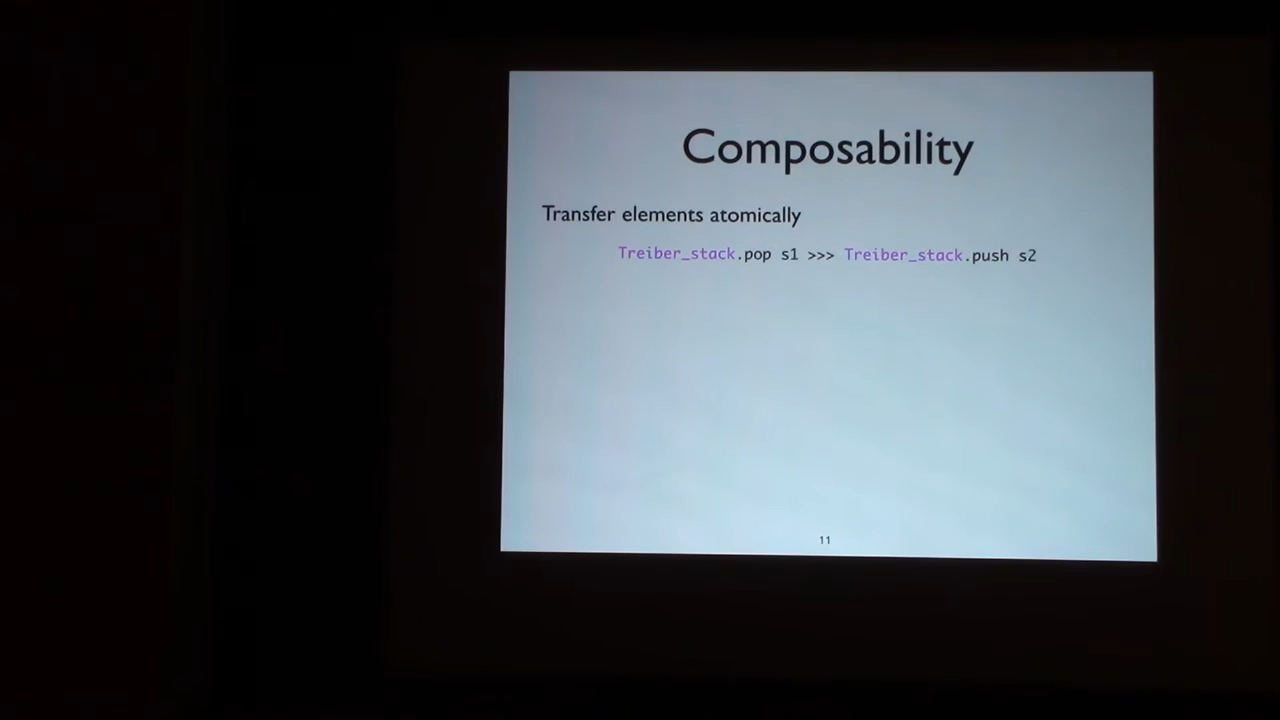 Composability
Transfer elements atomically
Treiber_stack.pop s1 >>> Treiber_stack.push s2
11